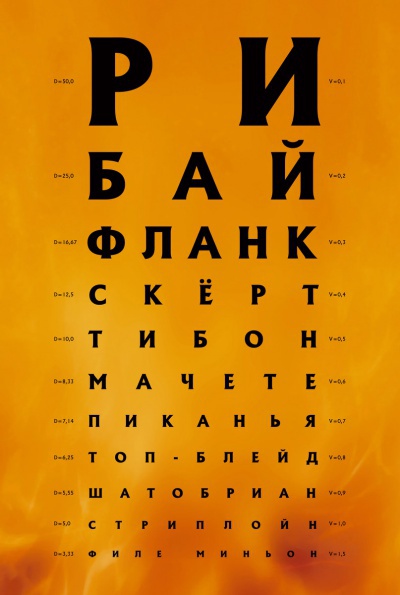 D=50,0 Р И V=0,1
D=25,0 Б А Й V=0,2
D=16,67 Ф Л А Н К V=0,3
D=12,5 С К Ё Р Т V=0,4
D=10,0 Т И Б О Н V=0,5
D=8,33 М А Ч Е Т Е V=0,6
D=7,14 П И К А Н Ь Я V=0,7
D=6,25 Т О П - Б Л Е Й Д V=0,8
D=5,55 Ш А Т О Б Р И А Н V=0,9
D=5,0 С Т Р И П Л О Й Н V=1,0
D=3,33 Ф И Л Е М И Н Ь О Н V=1,5